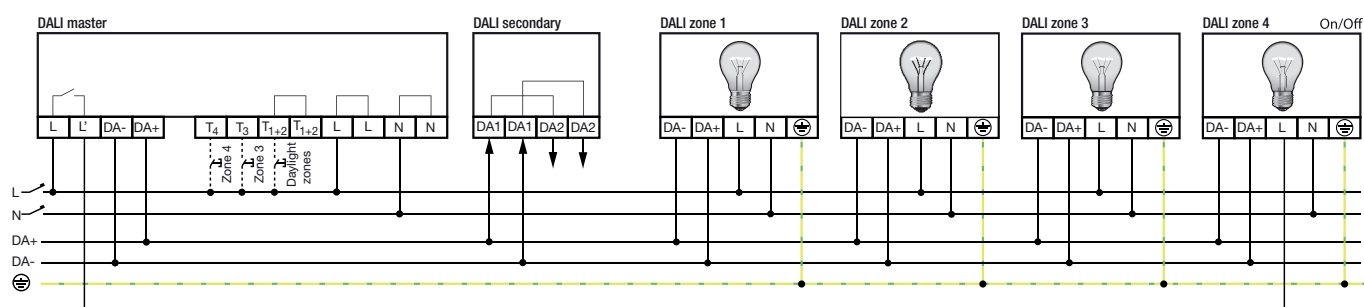 DALI master DALI secondary DALI zone 1 DALI zone 2 DALI zone 3 DALI zone 4 On/Off
L L' DA- DA+ T4 T3 T1+2 T1+2 L L N N DA1 DA1 DA2 DA2 DA- DA+ L N DA- DA+ L N DA- DA+ L N DA- DA+ L N
Zone 4
Zone 3
Daylight
zones
L
N
DA+
DA-